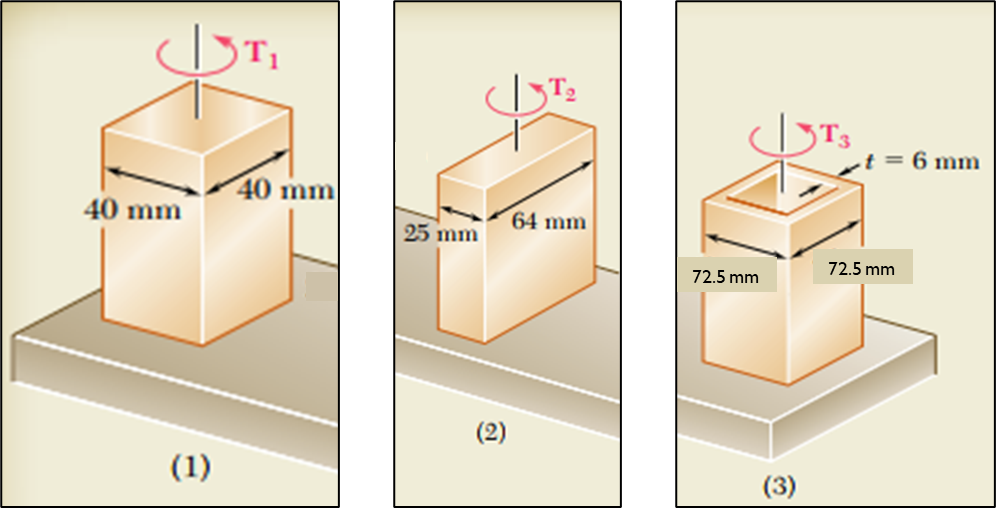 T₁
40 mm
40 mm
(1)
T₂
25 mm
64 mm
(2)
T₃
t = 6 mm
72.5 mm
72.5 mm
(3)